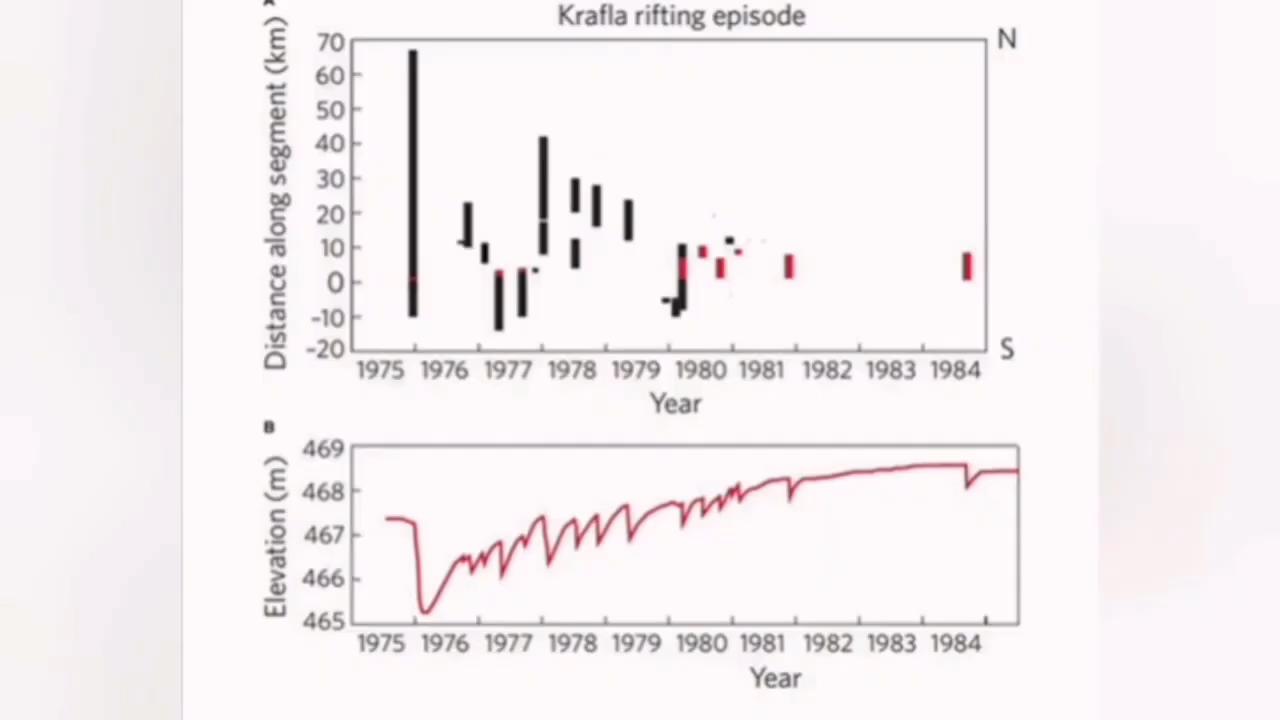 A
Krafla rifting episode
N
Distance along segment (km)
70
60
50
40
30
20
10
0
-10
-20
S
1975 1976 1977 1978 1979 1980 1981 1982 1983 1984
Year
B
Elevation (m)
469
468
467
466
465
1975 1976 1977 1978 1979 1980 1981 1982 1983 1984
Year